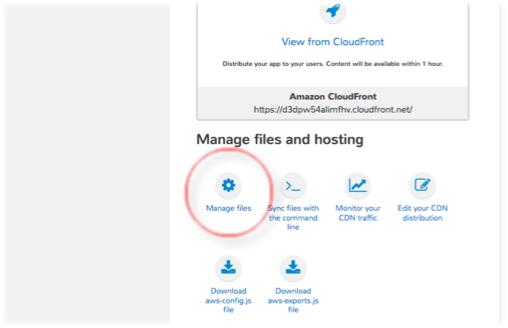 View from CloudFront
Distribute your app to your users. Content will be available within 1 hour.
Amazon CloudFront
https://d3dpw54alimfhv.cloudfront.net/
Manage files and hosting
Manage files
Sync files with
the command
line
Monitor your
CDN traffic
Edit your CDN
distribution
Download
aws-config.js
file
Download
aws-exports.js
file